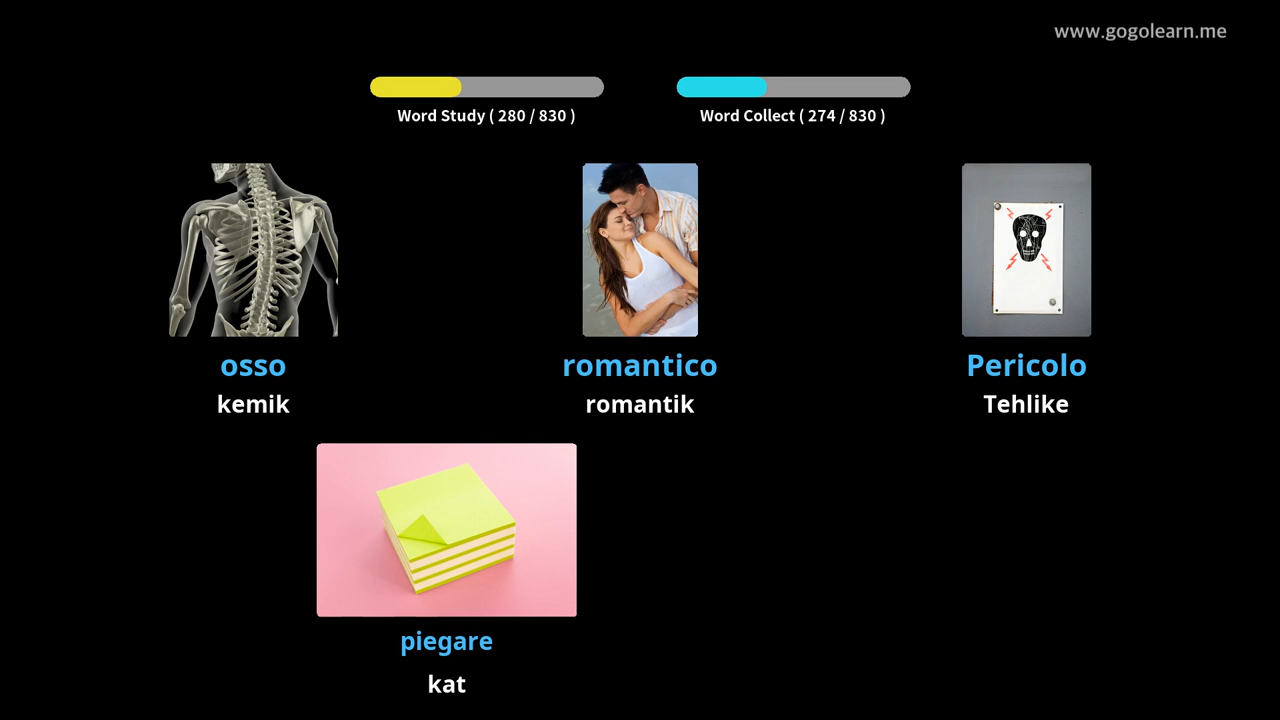 www.gogolearn.me
Word Study ( 280 / 830 )
Word Collect ( 274 / 830 )
osso
kemik
romantico
romantik
Pericolo
Tehlike
piegare
kat